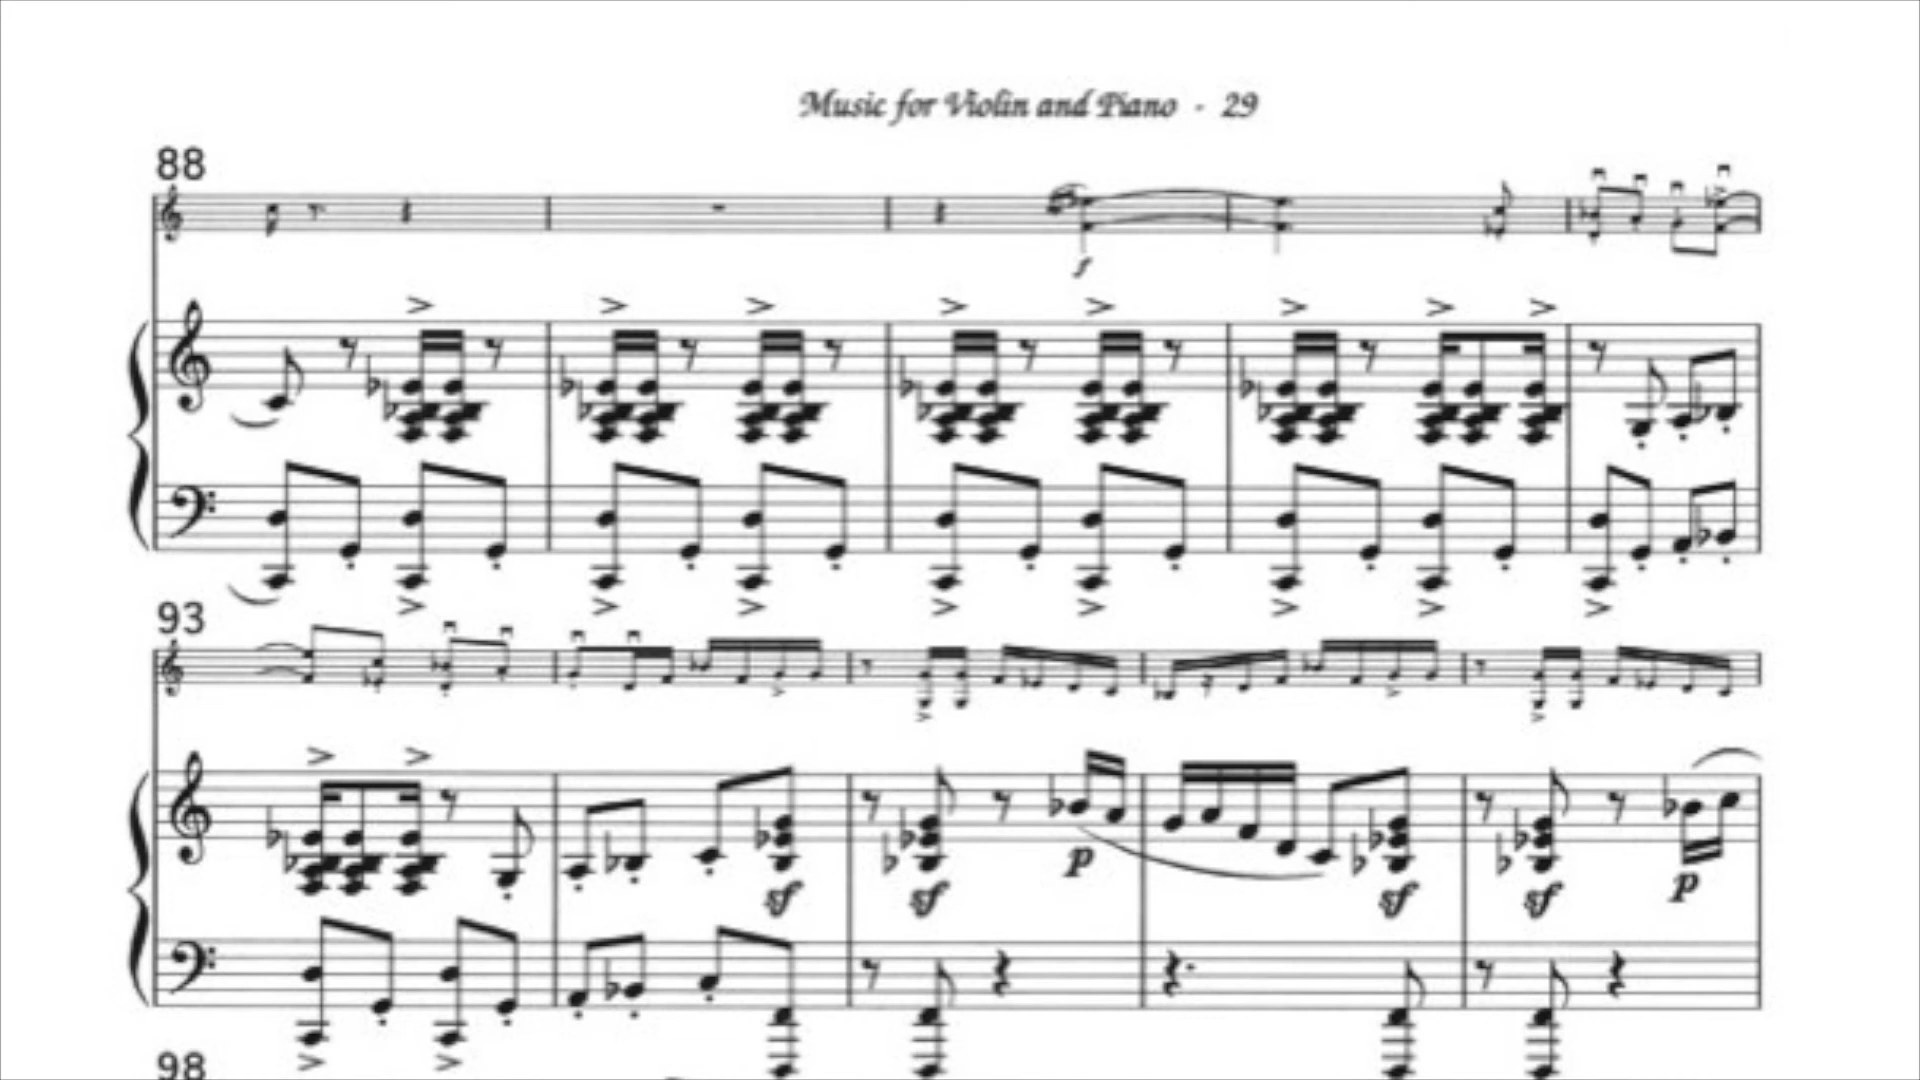 Music for Violin and Piano - 29
88
f
93
p
sf
sf
sf
sf
p
98